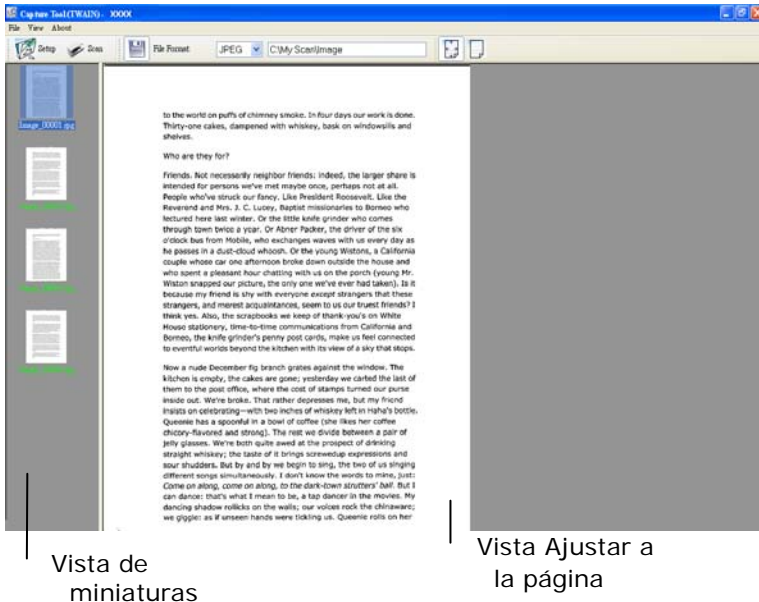 Capture Tool(TWAIN) - XXXX
File View About
Setup Scan File Format: JPEG C:\My Scan\Image
Image_00001.jpg
to the world on puffs of chimney smoke. In four days our work is done.
Thirty-one cakes, dampened with whiskey, bask on windowsills and
shelves.
Who are they for?
Friends. Not necessarily neighbor friends: indeed, the larger share is
intended for persons we've met maybe once, perhaps not at all.
People who've struck our fancy. Like President Roosevelt. Like the
Reverend and Mrs. J. C. Lucey, Baptist missionaries to Borneo who
lectured here last winter. Or the little knife grinder who comes
through town twice a year. Or Abner Packer, the driver of the six
o'clock bus from Mobile, who exchanges waves with us every day as
he passes in a dust-cloud whoosh. Or the young Wistons, a California
couple whose car one afternoon broke down outside the house and
who spent a pleasant hour chatting with us on the porch (young Mr.
Wiston snapped our picture, the only one we've ever had taken). Is it
because my friend is shy with everyone except strangers that these
strangers, and merest acquaintances, seem to us our truest friends? I
think yes. Also, the scrapbooks we keep of thank-you's on White
House stationery, time-to-time communications from California and
Borneo, the knife grinder's penny post cards, make us feel connected
to eventful worlds beyond the kitchen with its view of a sky that stops.
Now a nude December fig branch grates against the window. The
kitchen is empty, the cakes are gone; yesterday we carted the last of
them to the post office, where the cost of stamps turned our purse
inside out. We're broke. That rather depresses me, but my friend
insists on celebrating—with two inches of whiskey left in Haha's bottle.
Queenie has a spoonful in a bowl of coffee (she likes her coffee
chicory-flavored and strong). The rest we divide between a pair of
jelly glasses. We're both quite awed at the prospect of drinking
straight whiskey; the taste of it brings screwedup expressions and
sour shudders. But by and by we begin to sing, the two of us singing
different songs simultaneously. I don't know the words to mine, just:
Come on along, come on along, to the dark-town strutters' ball. But I
can dance: that's what I mean to be, a tap dancer in the movies. My
dancing shadow rollicks on the walls; our voices rock the chinaware;
we giggle: as if unseen hands were tickling us. Queenie rolls on her
Vista de
miniaturas
Vista Ajustar a
la página